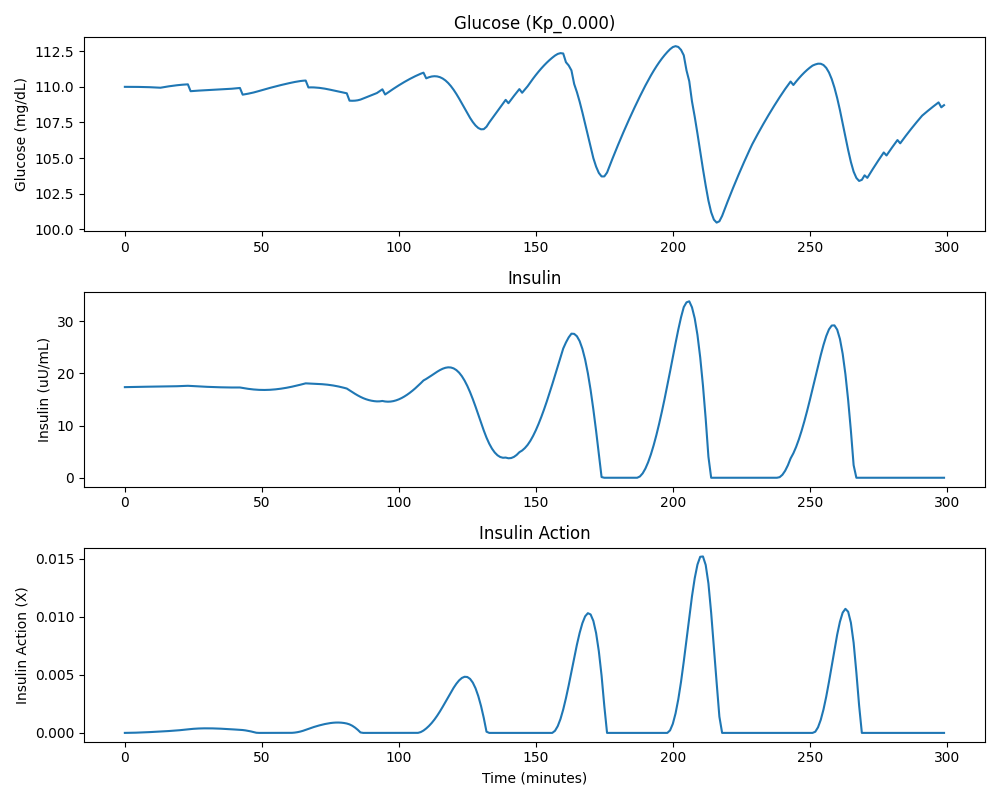 Glucose (Kp_0.000)
Glucose (mg/dL)
112.5
110.0
107.5
105.0
102.5
100.0
0 50 100 150 200 250 300
Insulin
Insulin (uU/mL)
30
20
10
0
0 50 100 150 200 250 300
Insulin Action
Insulin Action (X)
0.015
0.010
0.005
0.000
0 50 100 150 200 250 300
Time (minutes)